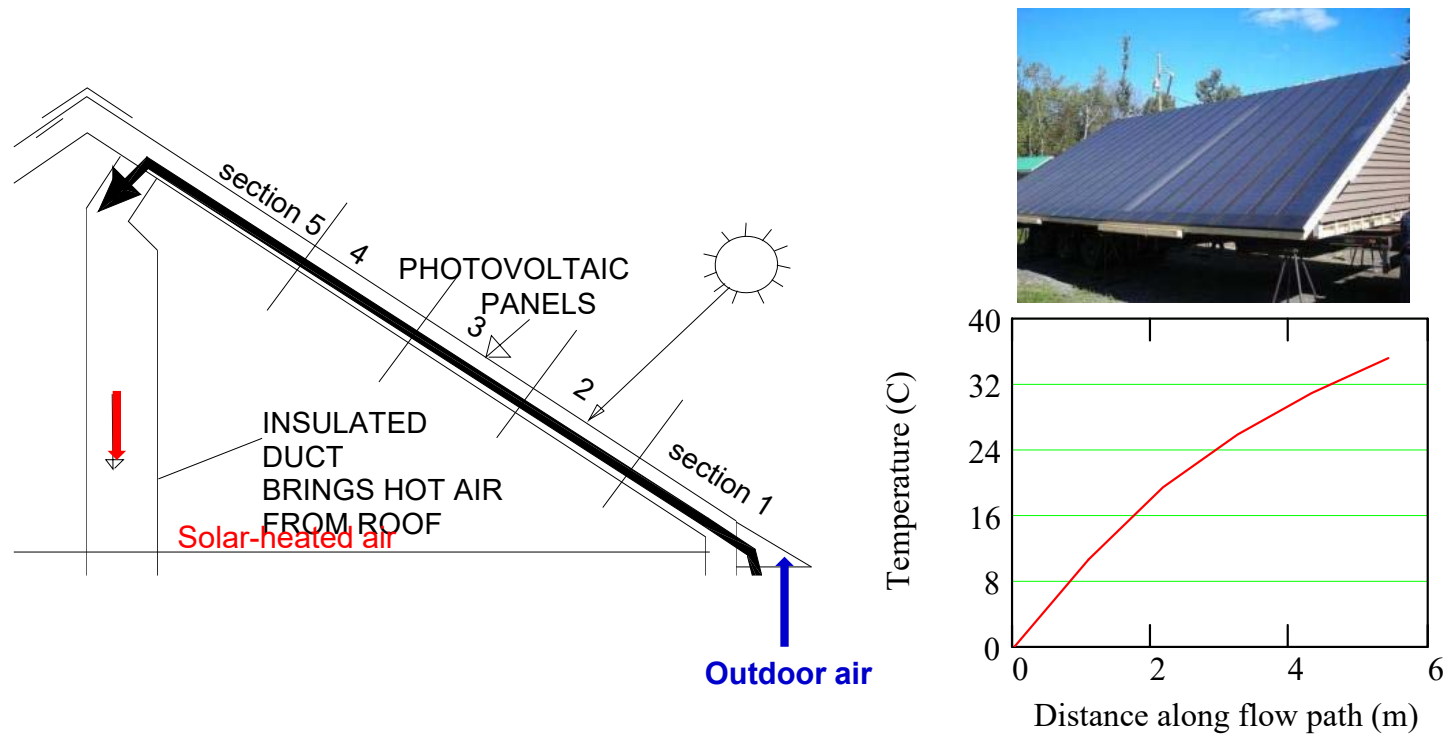 section 5
4
PHOTOVOLTAIC
PANELS
3
2
section 1
INSULATED
DUCT
BRINGS HOT AIR
FROM ROOF
Solar-heated air
Outdoor air
40
32
24
16
8
0
Temperature (C)
0 2 4 6
Distance along flow path (m)